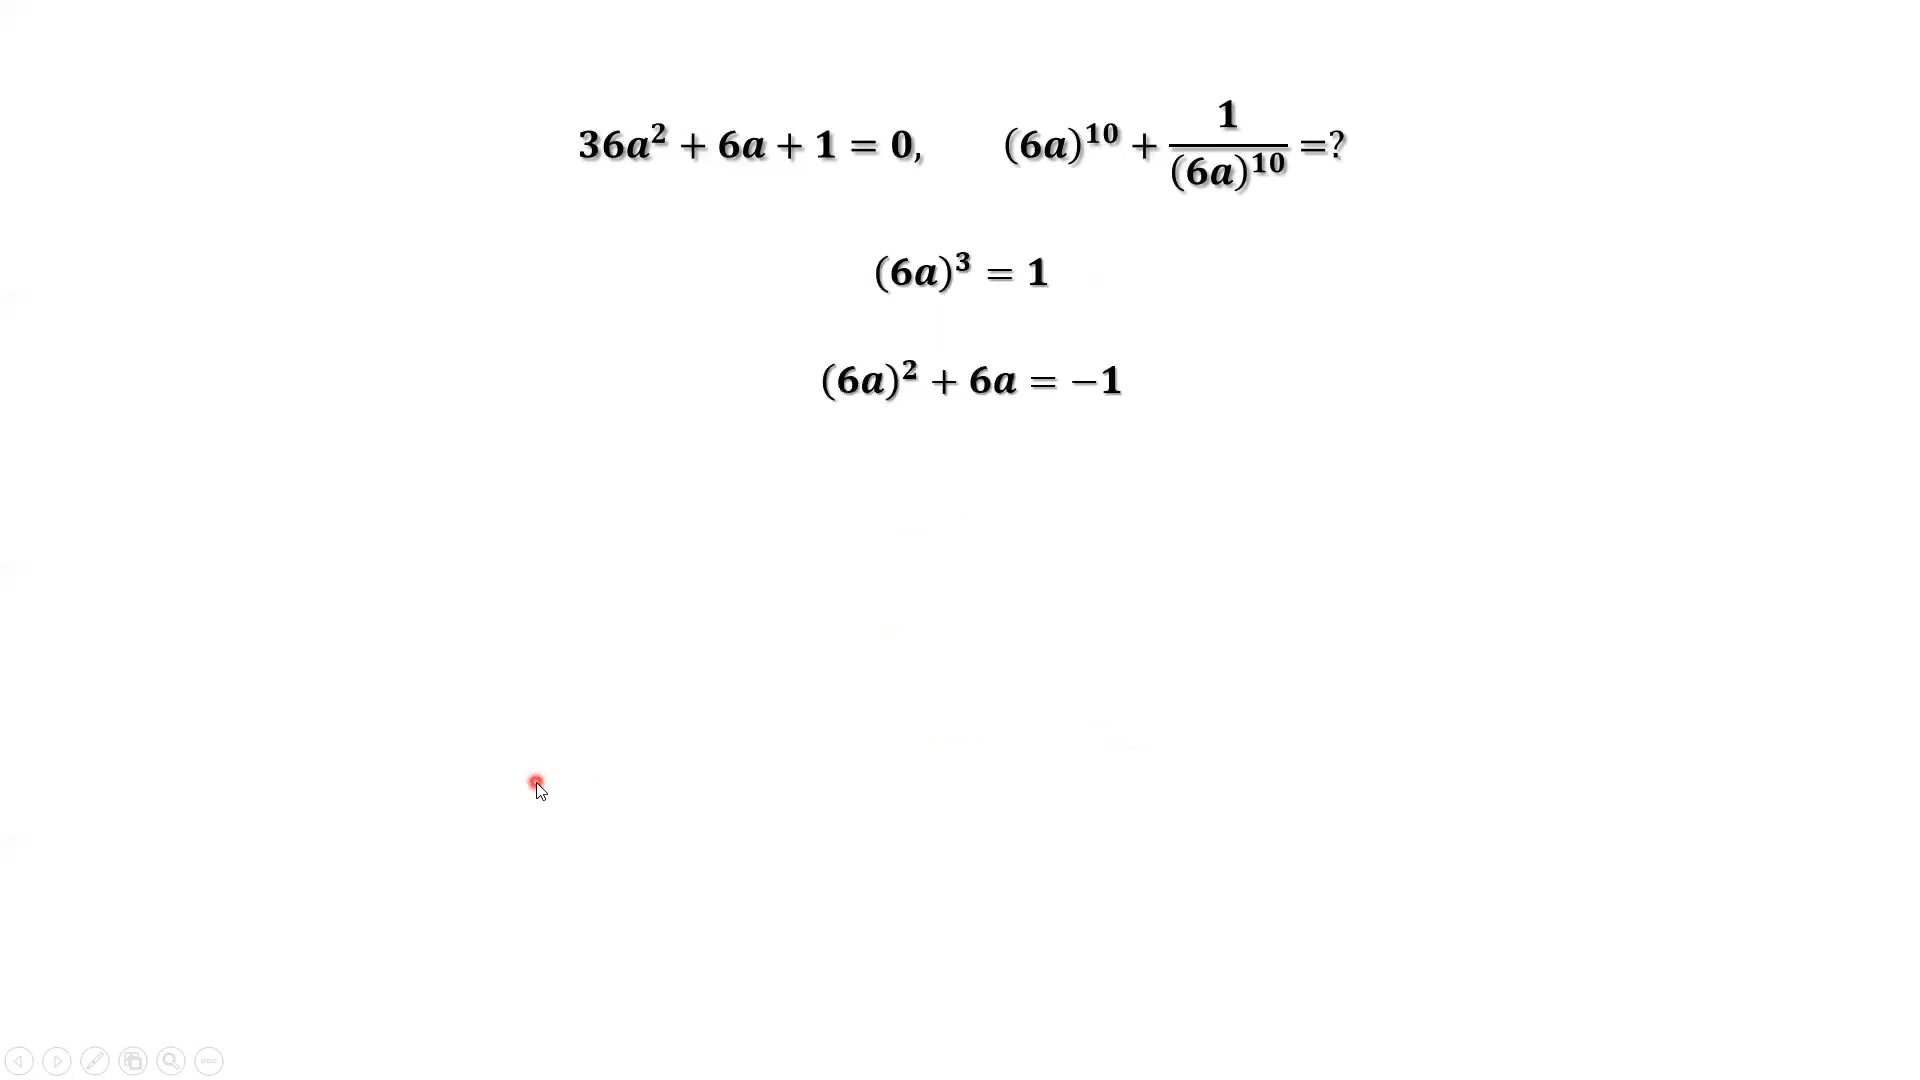 36a² + 6a + 1 = 0, (6a)¹⁰ + 1/(6a)¹⁰ =?
(6a)³ = 1
(6a)² + 6a = −1